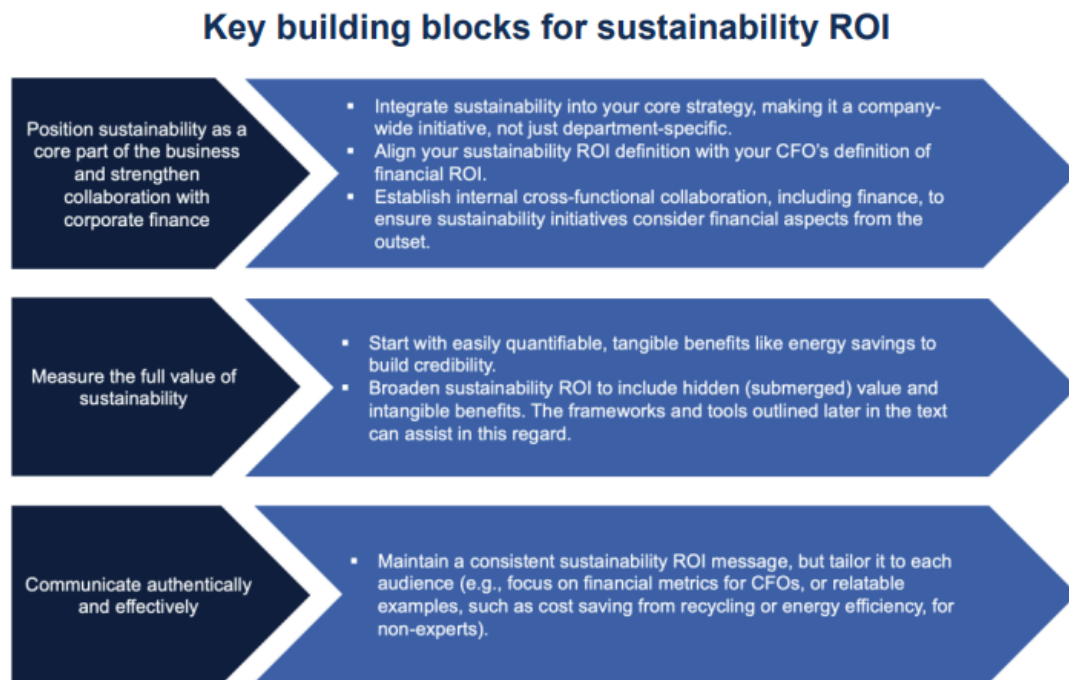 Key building blocks for sustainability ROI
Position sustainability as a
core part of the business
and strengthen
collaboration with
corporate finance
▪ Integrate sustainability into your core strategy, making it a company-
wide initiative, not just department-specific.
▪ Align your sustainability ROI definition with your CFO's definition of
financial ROI.
▪ Establish internal cross-functional collaboration, including finance, to
ensure sustainability initiatives consider financial aspects from the
outset.
Measure the full value of
sustainability
▪ Start with easily quantifiable, tangible benefits like energy savings to
build credibility.
▪ Broaden sustainability ROI to include hidden (submerged) value and
intangible benefits. The frameworks and tools outlined later in the text
can assist in this regard.
Communicate authentically
and effectively
▪ Maintain a consistent sustainability ROI message, but tailor it to each
audience (e.g., focus on financial metrics for CFOs, or relatable
examples, such as cost saving from recycling or energy efficiency, for
non-experts).